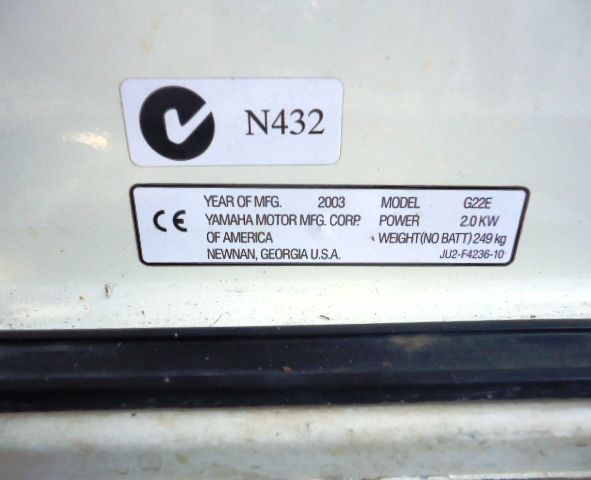 N432
YEAR OF MFG. 2003 MODEL G22E
CE YAMAHA MOTOR MFG. CORP. POWER 2.0 KW
OF AMERICA WEIGHT(NO BATT) 249 kg
NEWNAN, GEORGIA U.S.A. JU2-F4236-10